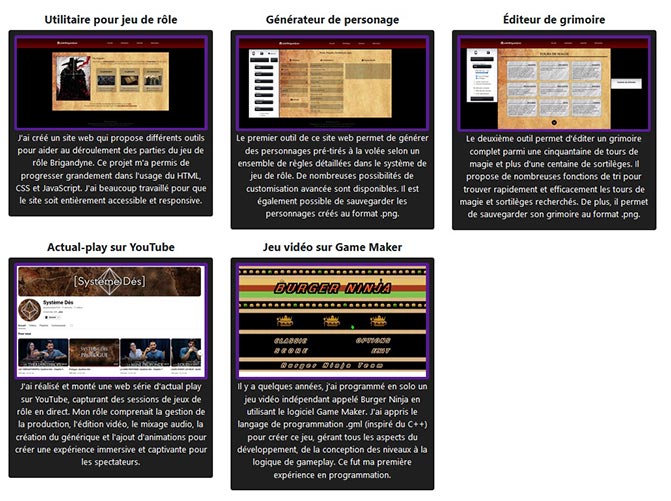 Utilitaire pour jeu de rôle
J'ai créé un site web qui propose différents outils
pour aider au déroulement des parties du jeu de
rôle Brigandyne. Ce projet m'a permis de
progresser grandement dans l'usage du HTML,
CSS et JavaScript. J'ai beaucoup travaillé pour que
le site soit entièrement accessible et responsive.
Générateur de personage
Le premier outil de ce site web permet de générer
des personnages pré-tirés à la volée selon un
ensemble de règles détaillées dans le système de
jeu de rôle. De nombreuses possibilités de
customisation avancée sont disponibles. Il est
également possible de sauvegarder les
personnages créés au format .png.
Éditeur de grimoire
TOURS DE MAGIE
Le deuxième outil permet d'éditer un grimoire
complet parmi une cinquantaine de tours de
magie et plus d'une centaine de sortilèges. Il
propose de nombreuses fonctions de tri pour
trouver rapidement et efficacement les tours de
magie et sortilèges recherchés. De plus, il permet
de sauvegarder son grimoire au format .png.
Actual-play sur YouTube
[Système Dés]
Système Dés
J'ai réalisé et monté une web série d'actual play
sur YouTube, capturant des sessions de jeux de
rôle en direct. Mon rôle comprenait la gestion de
la production, l'édition vidéo, le mixage audio, la
création du générique et l'ajout d'animations pour
créer une expérience immersive et captivante pour
les spectateurs.
Jeu vidéo sur Game Maker
BURGER NINJA
CLASSIC OPTIONS
SCORE EXIT
Burger Ninja Team
Il y a quelques années, j'ai programmé en solo un
jeu vidéo indépendant appelé Burger Ninja en
utilisant le logiciel Game Maker. J'ai appris le
langage de programmation .gml (inspiré du C++)
pour créer ce jeu, gérant tous les aspects du
développement, de la conception des niveaux à la
logique de gameplay. Ce fut ma première
expérience en programmation.